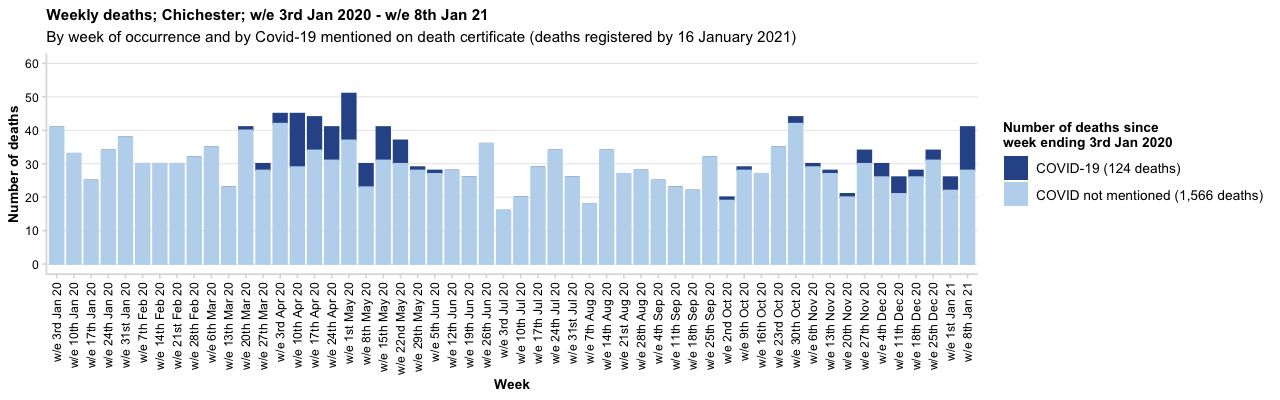 Weekly deaths; Chichester; w/e 3rd Jan 2020 - w/e 8th Jan 21
By week of occurrence and by Covid-19 mentioned on death certificate (deaths registered by 16 January 2021)
Number of deaths
60
50
40
30
20
10
0
w/e 3rd Jan 20
w/e 10th Jan 20
w/e 17th Jan 20
w/e 24th Jan 20
w/e 31st Jan 20
w/e 7th Feb 20
w/e 14th Feb 20
w/e 21st Feb 20
w/e 28th Feb 20
w/e 6th Mar 20
w/e 13th Mar 20
w/e 20th Mar 20
w/e 27th Mar 20
w/e 3rd Apr 20
w/e 10th Apr 20
w/e 17th Apr 20
w/e 24th Apr 20
w/e 1st May 20
w/e 8th May 20
w/e 15th May 20
w/e 22nd May 20
w/e 29th May 20
w/e 5th Jun 20
w/e 12th Jun 20
w/e 19th Jun 20
w/e 26th Jun 20
w/e 3rd Jul 20
w/e 10th Jul 20
w/e 17th Jul 20
w/e 24th Jul 20
w/e 31st Jul 20
w/e 7th Aug 20
w/e 14th Aug 20
w/e 21st Aug 20
w/e 28th Aug 20
w/e 4th Sep 20
w/e 11th Sep 20
w/e 18th Sep 20
w/e 25th Sep 20
w/e 2nd Oct 20
w/e 9th Oct 20
w/e 16th Oct 20
w/e 23rd Oct 20
w/e 30th Oct 20
w/e 6th Nov 20
w/e 13th Nov 20
w/e 20th Nov 20
w/e 27th Nov 20
w/e 4th Dec 20
w/e 11th Dec 20
w/e 18th Dec 20
w/e 25th Dec 20
w/e 1st Jan 21
w/e 8th Jan 21
Week
Number of deaths since
week ending 3rd Jan 2020
COVID-19 (124 deaths)
COVID not mentioned (1,566 deaths)